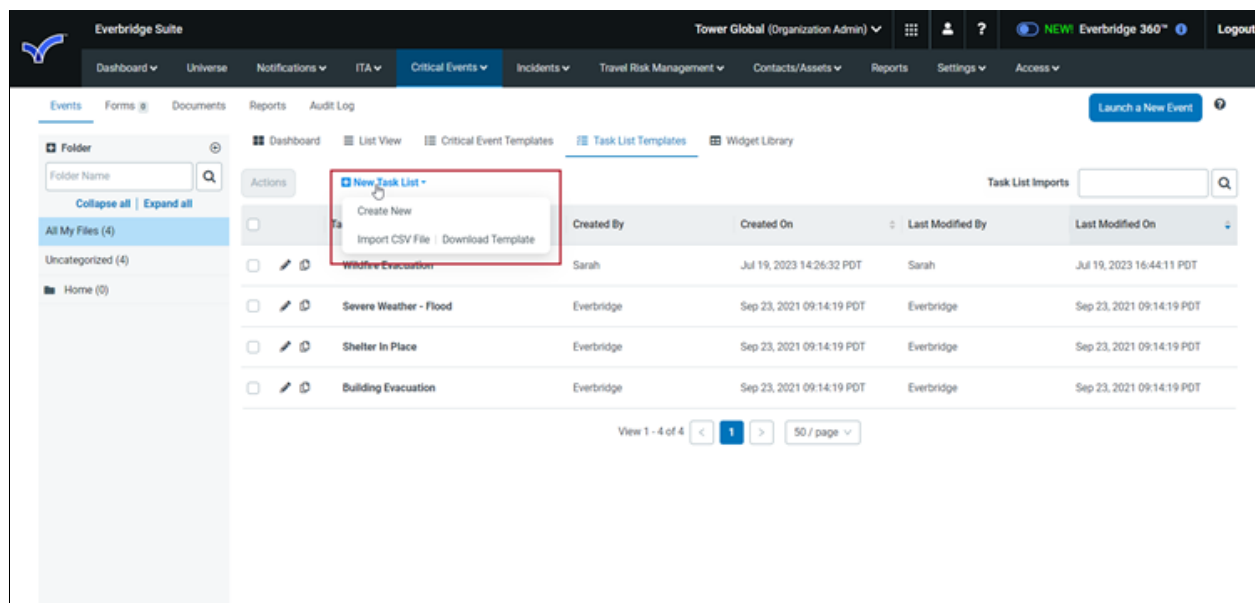 Everbridge Suite
Tower Global (Organization Admin)
?
NEW! Everbridge 360™
Logout
Dashboard Universe Notifications ITA Critical Events Incidents Travel Risk Management Contacts/Assets Reports Settings Access
Events Forms 0 Documents Reports Audit Log
Launch a New Event
Folder
Dashboard List View Critical Event Templates Task List Templates Widget Library
Folder Name
Actions
New Task List
Task List Imports
Collapse all | Expand all
Create New
Import CSV File | Download Template
All My Files (4)
Ta Created By Created On Last Modified By Last Modified On
Uncategorized (4)
Wildfire Evacuation Sarah Jul 19, 2023 14:26:32 PDT Sarah Jul 19, 2023 16:44:11 PDT
Home (0)
Severe Weather - Flood Everbridge Sep 23, 2021 09:14:19 PDT Everbridge Sep 23, 2021 09:14:19 PDT
Shelter In Place Everbridge Sep 23, 2021 09:14:19 PDT Everbridge Sep 23, 2021 09:14:19 PDT
Building Evacuation Everbridge Sep 23, 2021 09:14:19 PDT Everbridge Sep 23, 2021 09:14:19 PDT
View 1 - 4 of 4 < 1 > 50 / page